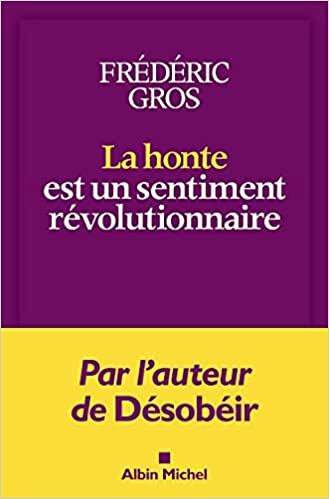 FRÉDÉRIC
GROS
La honte
est un sentiment
révolutionnaire
Par l'auteur
de Désobéir
Albin Michel